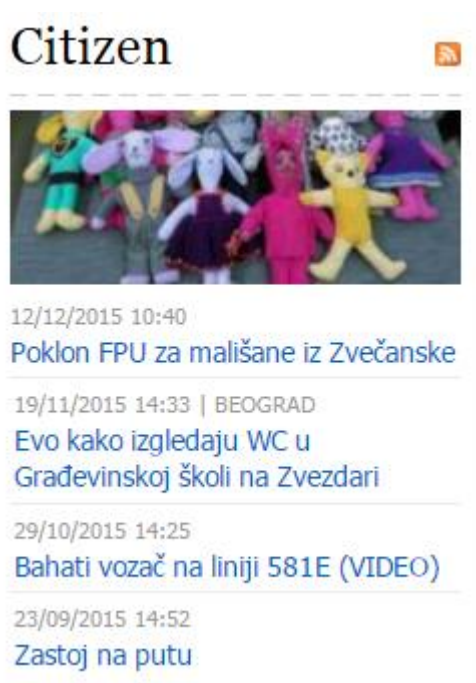 Citizen
12/12/2015 10:40
Poklon FPU za mališane iz Zvečanske
19/11/2015 14:33 | BEOGRAD
Evo kako izgledaju WC u
Građevinskoj školi na Zvezdari
29/10/2015 14:25
Bahati vozač na liniji 581E (VIDEO)
23/09/2015 14:52
Zastoj na putu